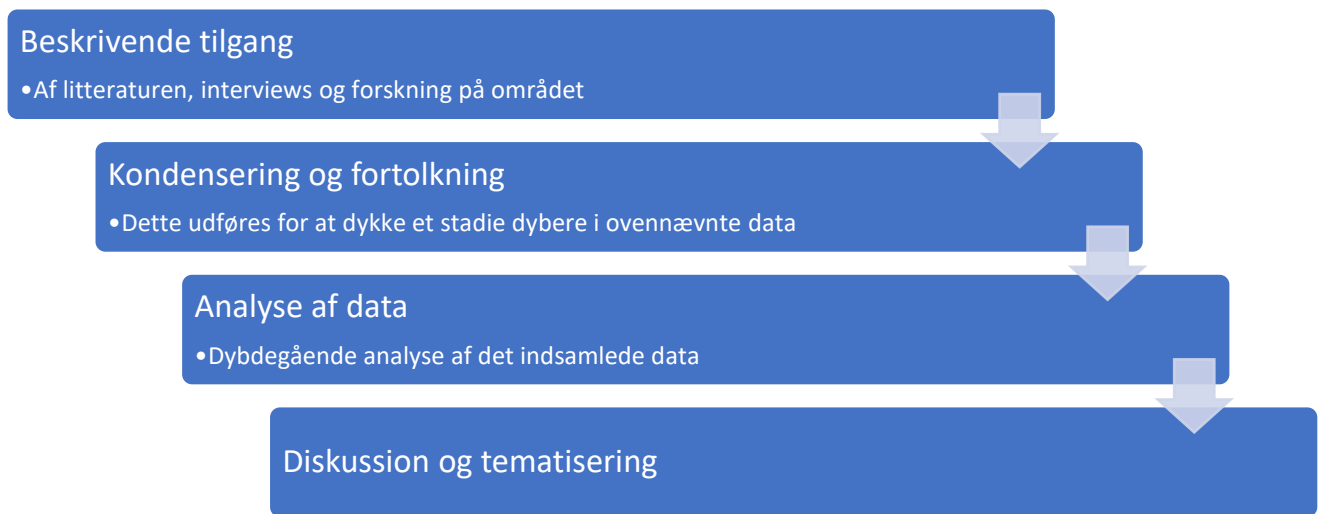 Beskrivende tilgang
•Af litteraturen, interviews og forskning på området
Kondensering og fortolkning
•Dette udføres for at dykke et stadie dybere i ovennævnte data
Analyse af data
•Dybdegående analyse af det indsamlede data
Diskussion og tematisering